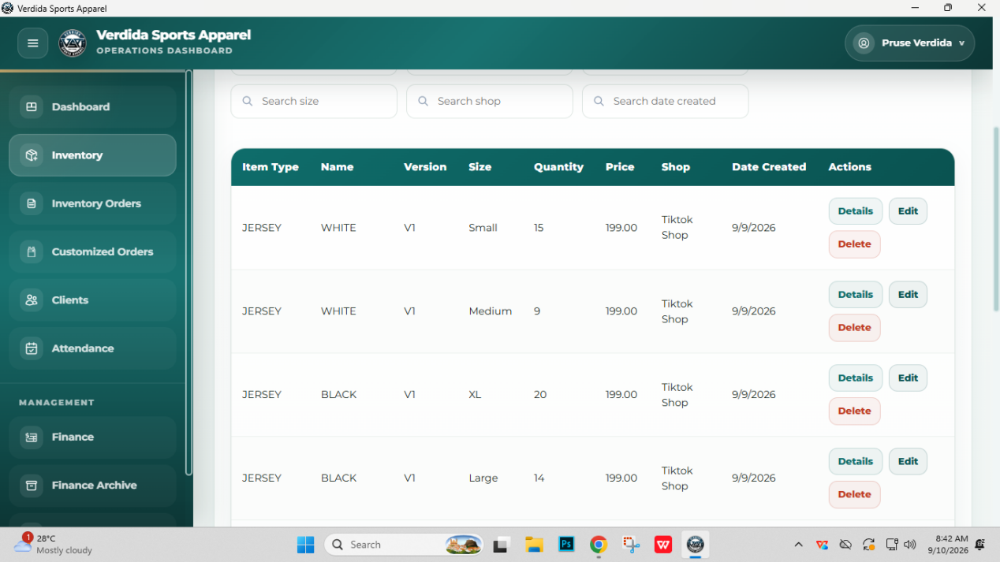 Verdida Sports Apparel
Verdida Sports Apparel
OPERATIONS DASHBOARD
Pruse Verdida
Dashboard
Inventory
Inventory Orders
Customized Orders
Clients
Attendance
MANAGEMENT
Finance
Finance Archive
Search size
Search shop
Search date created
Item Type Name Version Size Quantity Price Shop Date Created Actions
JERSEY WHITE V1 Small 15 199.00 Tiktok Shop 9/9/2026 Details Edit
Delete
JERSEY WHITE V1 Medium 9 199.00 Tiktok Shop 9/9/2026 Details Edit
Delete
JERSEY BLACK V1 XL 20 199.00 Tiktok Shop 9/9/2026 Details Edit
Delete
JERSEY BLACK V1 Large 14 199.00 Tiktok Shop 9/9/2026 Details Edit
Delete
1
28°C
Mostly cloudy
Search
Ps
W
8:42 AM
9/10/2026